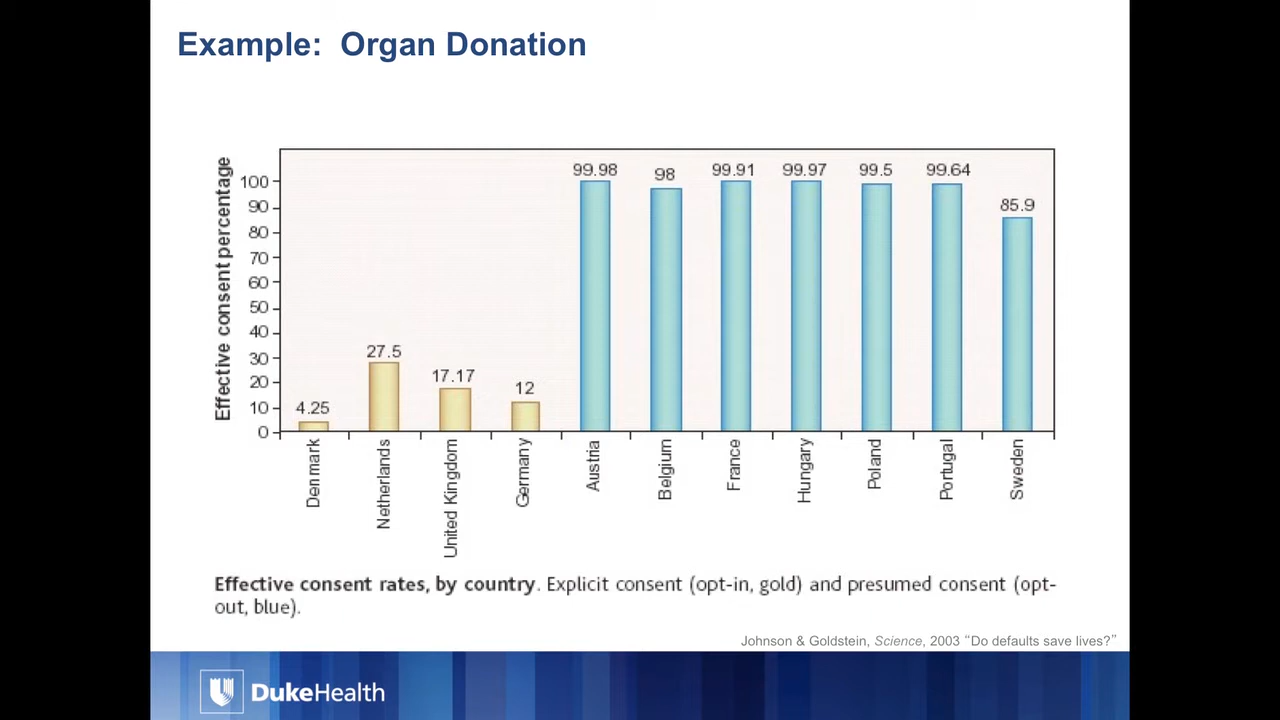 Example:  Organ Donation
Effective consent percentage
100
90
80
70
60
50
40
30
20
10
0
4.25
27.5
17.17
12
99.98
98
99.91
99.97
99.5
99.64
85.9
Denmark
Netherlands
United Kingdom
Germany
Austria
Belgium
France
Hungary
Poland
Portugal
Sweden
Effective consent rates, by country. Explicit consent (opt-in, gold) and presumed consent (opt-
out, blue).
Johnson & Goldstein, Science, 2003 “Do defaults save lives?”
DukeHealth